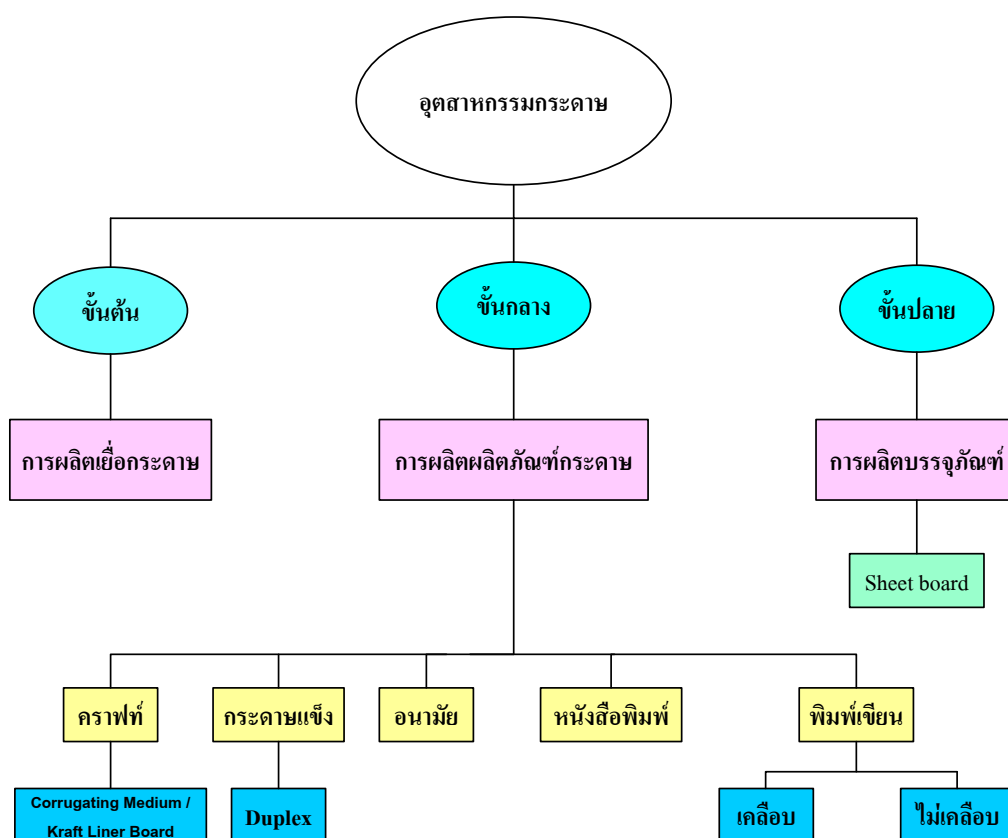 อุตสาหกรรมกระดาษ
ขั้นต้น
ขั้นกลาง
ขั้นปลาย
การผลิตเยื่อกระดาษ
การผลิตผลิตภัณฑ์กระดาษ
การผลิตบรรจุภัณฑ์
Sheet board
คราฟท์
กระดาษแข็ง
อนามัย
หนังสือพิมพ์
พิมพ์เขียน
Corrugating Medium /
Kraft Liner Board
Duplex
เคลือบ
ไม่เคลือบ